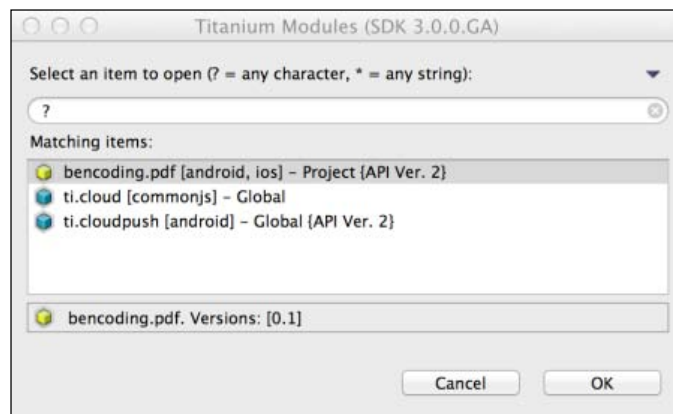 Titanium Modules (SDK 3.0.0.GA)
Select an item to open (? = any character, * = any string):
?
Matching items:
bencoding.pdf [android, ios] – Project {API Ver. 2}
ti.cloud [commonjs] – Global
ti.cloudpush [android] – Global {API Ver. 2}
bencoding.pdf. Versions: [0.1]
Cancel OK